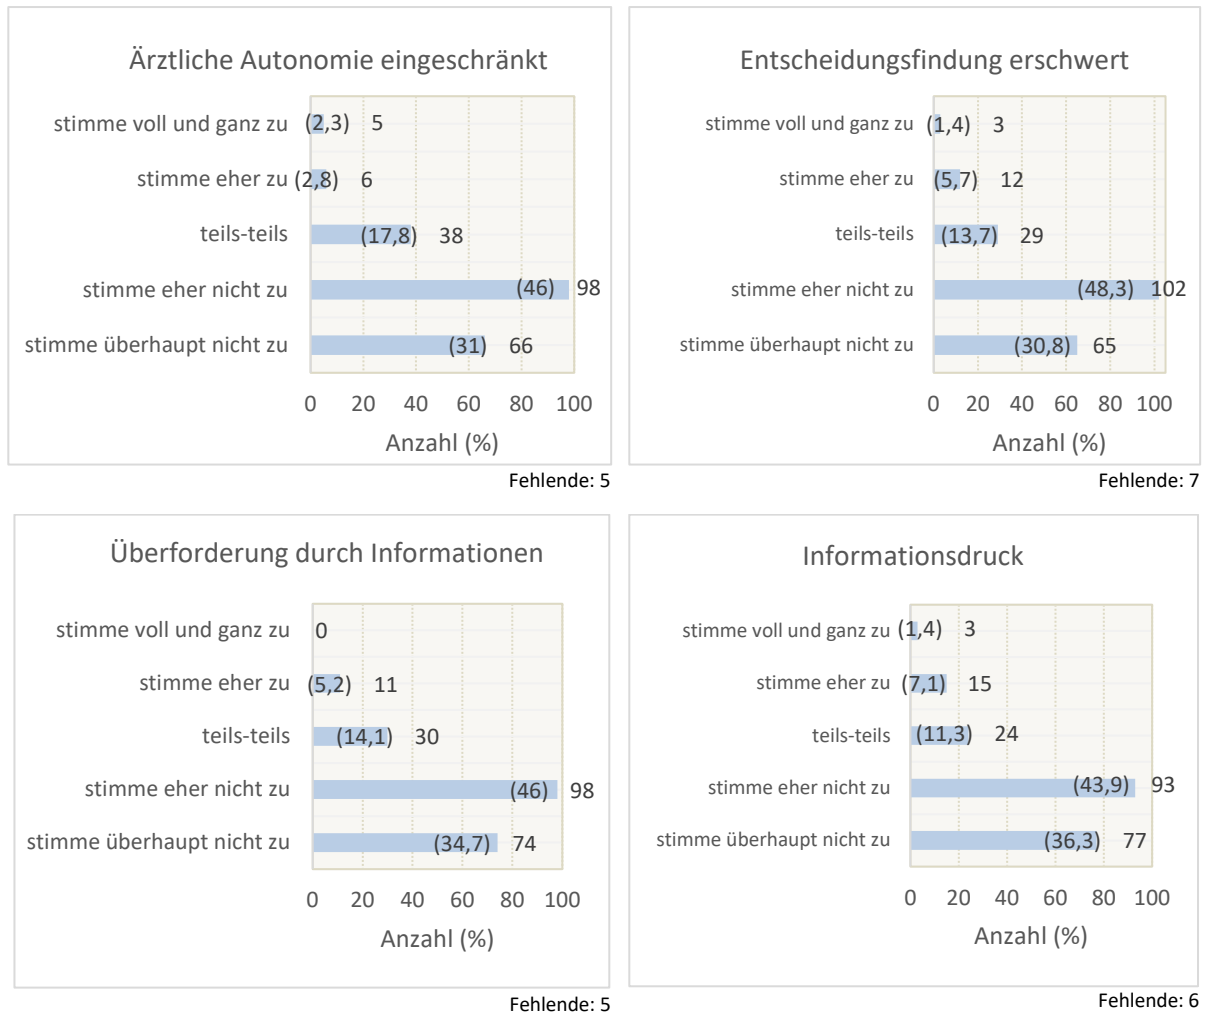 Ärztliche Autonomie eingeschränkt
stimme voll und ganz zu (2,3) 5
stimme eher zu (2,8) 6
teils-teils (17,8) 38
stimme eher nicht zu (46) 98
stimme überhaupt nicht zu (31) 66
0 20 40 60 80 100
Anzahl (%)
Fehlende: 5
Entscheidungsfindung erschwert
stimme voll und ganz zu (1,4) 3
stimme eher zu (5,7) 12
teils-teils (13,7) 29
stimme eher nicht zu (48,3) 102
stimme überhaupt nicht zu (30,8) 65
0 20 40 60 80 100
Anzahl (%)
Fehlende: 7
Überforderung durch Informationen
stimme voll und ganz zu 0
stimme eher zu (5,2) 11
teils-teils (14,1) 30
stimme eher nicht zu (46) 98
stimme überhaupt nicht zu (34,7) 74
0 20 40 60 80 100
Anzahl (%)
Fehlende: 5
Informationsdruck
stimme voll und ganz zu (1,4) 3
stimme eher zu (7,1) 15
teils-teils (11,3) 24
stimme eher nicht zu (43,9) 93
stimme überhaupt nicht zu (36,3) 77
0 20 40 60 80 100
Anzahl (%)
Fehlende: 6